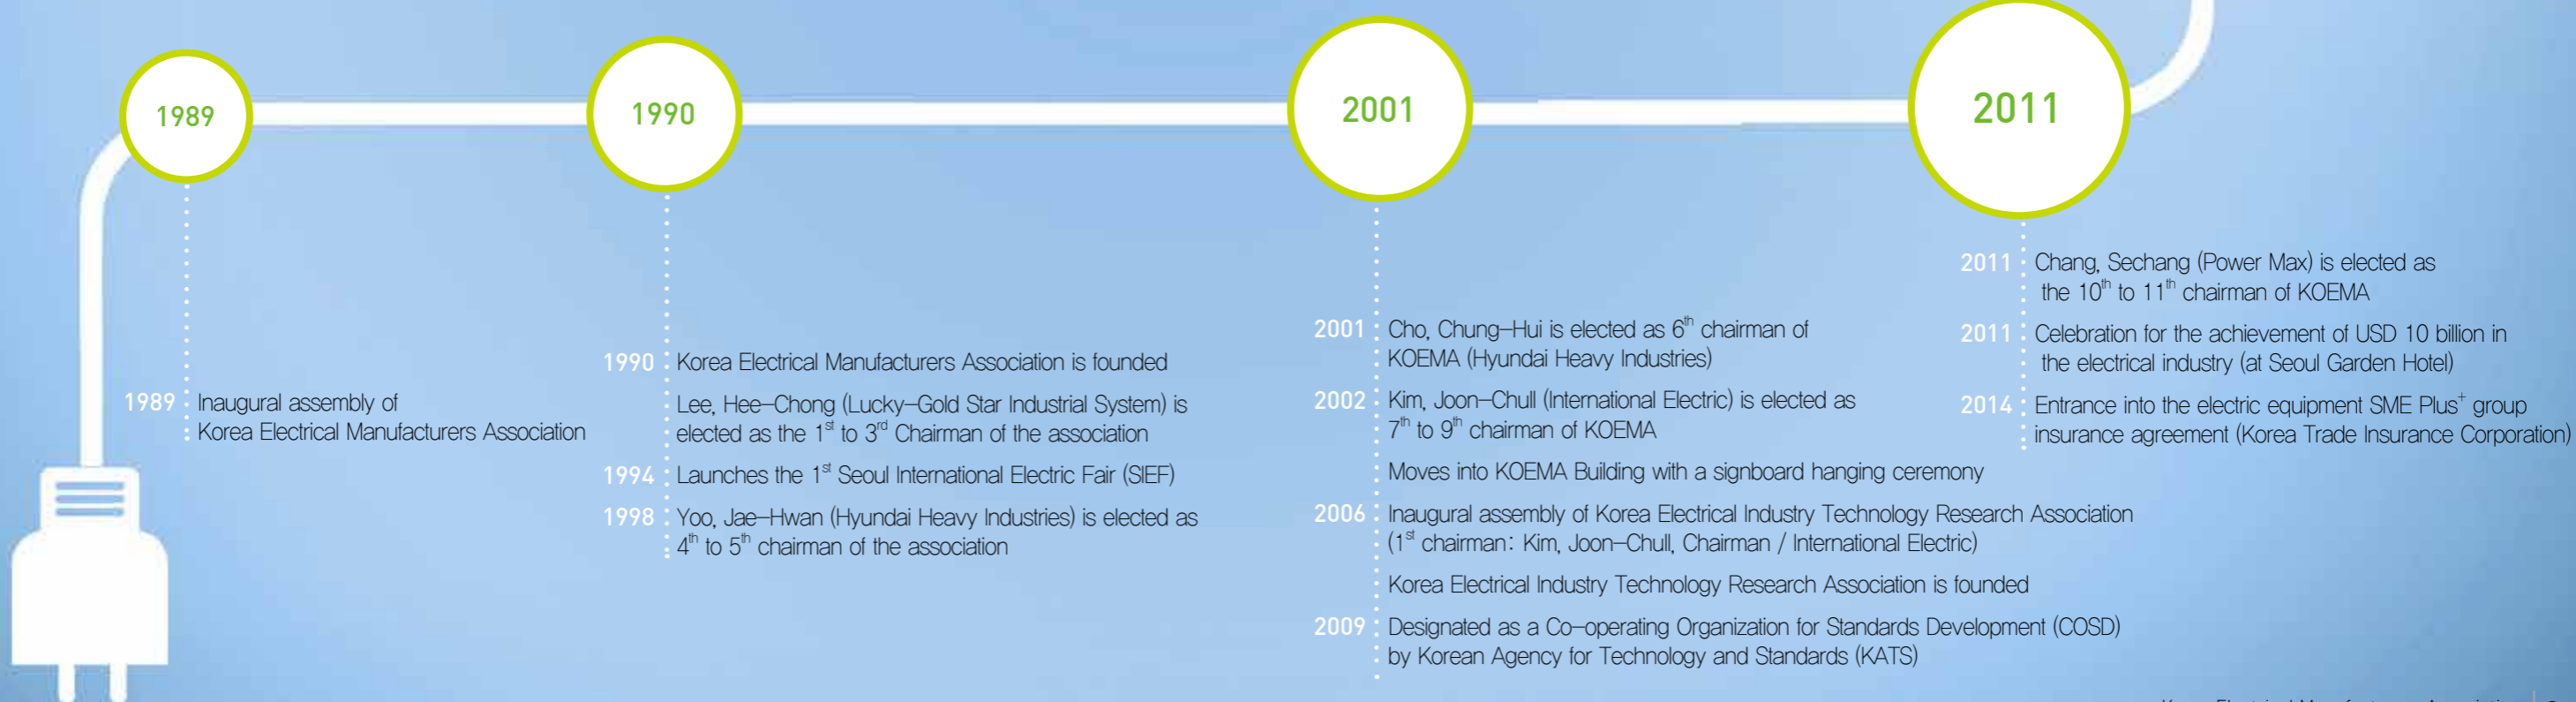 1989
1990
2001
2011
1989 Inaugural assembly of
Korea Electrical Manufacturers Association
1990 Korea Electrical Manufacturers Association is founded
Lee, Hee-Chong (Lucky-Gold Star Industrial System) is
elected as the 1st to 3rd Chairman of the association
1994 Launches the 1st Seoul International Electric Fair (SIEF)
1998 Yoo, Jae-Hwan (Hyundai Heavy Industries) is elected as
4th to 5th chairman of the association
2001 Cho, Chung-Hui is elected as 6th chairman of
KOEMA (Hyundai Heavy Industries)
2002 Kim, Joon-Chull (International Electric) is elected as
7th to 9th chairman of KOEMA
Moves into KOEMA Building with a signboard hanging ceremony
2006 Inaugural assembly of Korea Electrical Industry Technology Research Association
(1st chairman: Kim, Joon-Chull, Chairman / International Electric)
Korea Electrical Industry Technology Research Association is founded
2009 Designated as a Co-operating Organization for Standards Development (COSD)
by Korean Agency for Technology and Standards (KATS)
2011 Chang, Sechang (Power Max) is elected as
the 10th to 11th chairman of KOEMA
2011 Celebration for the achievement of USD 10 billion in
the electrical industry (at Seoul Garden Hotel)
2014 Entrance into the electric equipment SME Plus+ group
insurance agreement (Korea Trade Insurance Corporation)